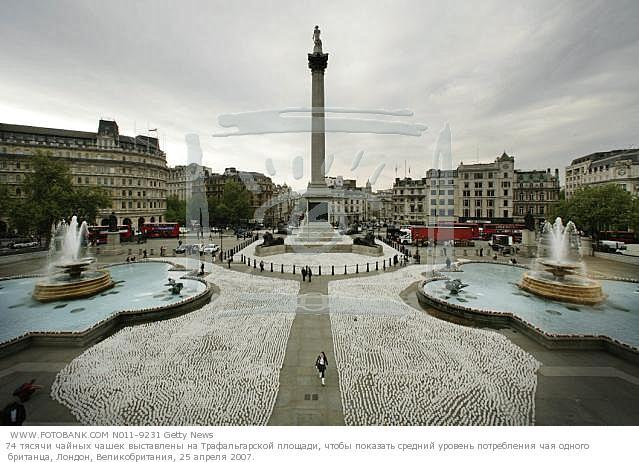 WWW.FOTOBANK.COM N011-9231 Getty News
74 тясячи чайных чашек выставлены на Трафальгарской площади, чтобы показать средний уровень потребления чая одного
британца, Лондон, Великобритания, 25 апреля 2007.